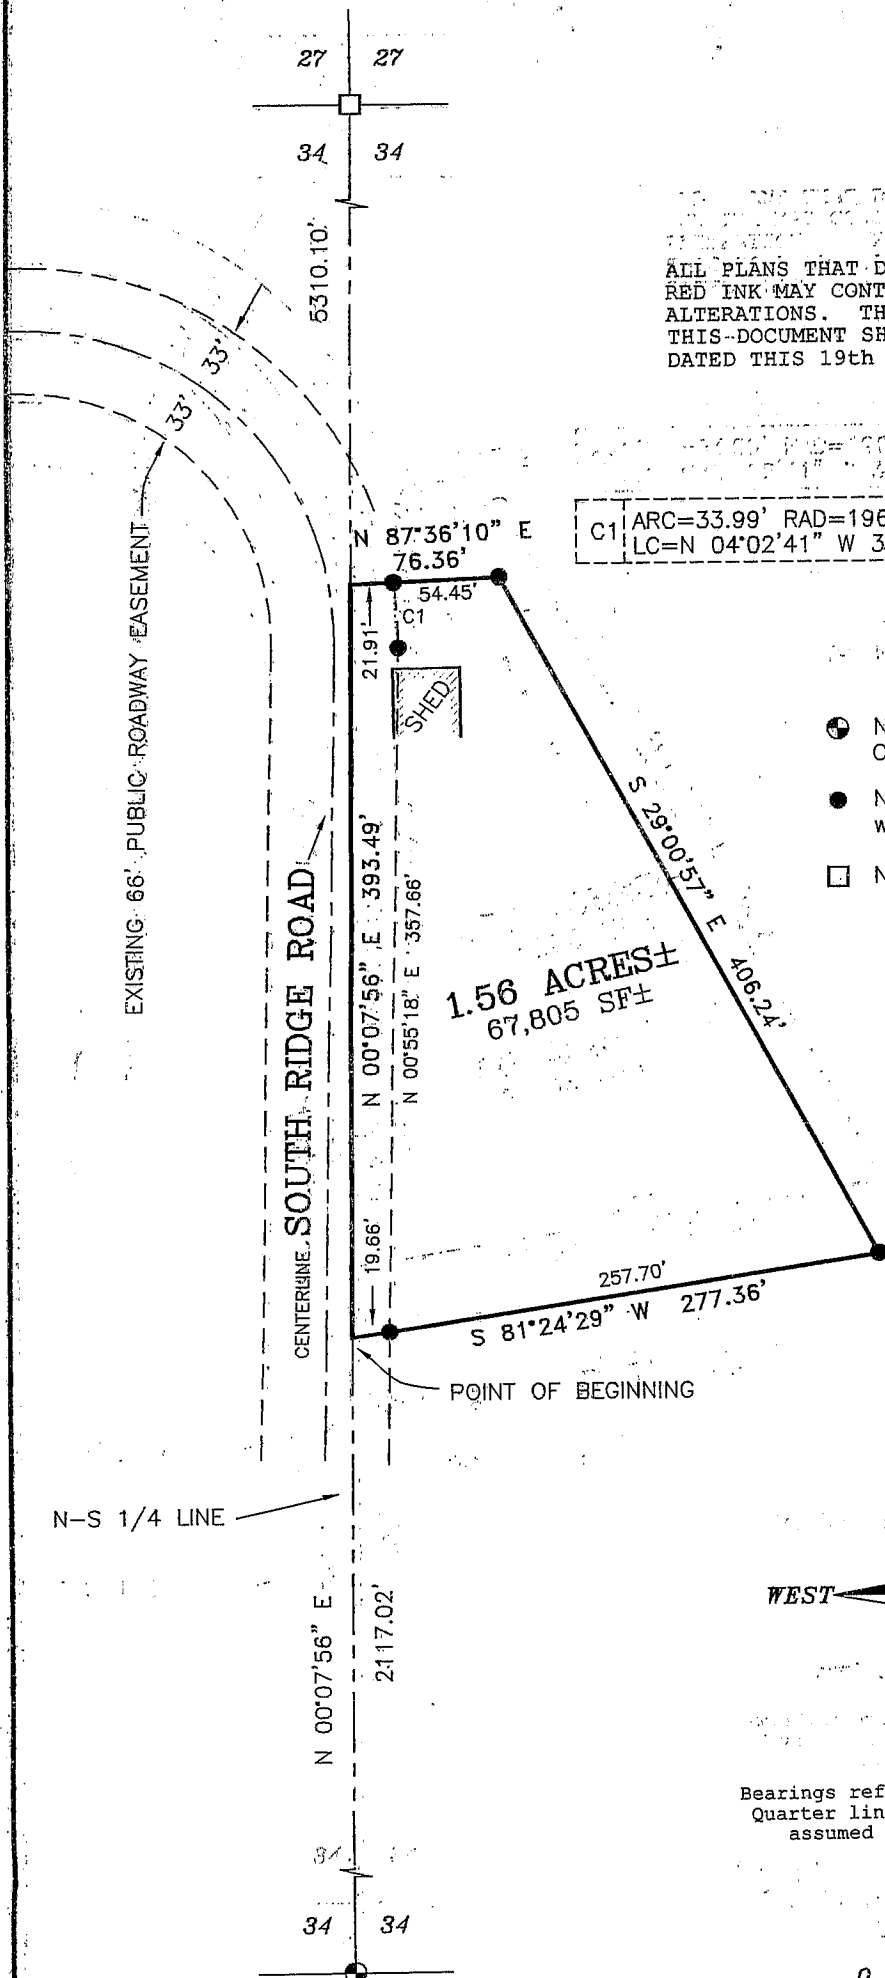 27 27
34 34
5310.10'
ALL PLANS THAT D
RED INK MAY CONT
ALTERATIONS. TH
THIS DOCUMENT SH
DATED THIS 19th
33'
33'
EXISTING 66' PUBLIC ROADWAY EASEMENT
N 87°36'10" E
76.36'
54.45'
C1 ARC=33.99' RAD=196
LC=N 04°02'41" W 3
C1
21.91'
SHED
S 29°00'57" E 406.24'
N 00°07'56" E 393.49'
N 00°55'18" E 357.66'
1.56 ACRES±
67,805 SF±
CENTERLINE SOUTH RIDGE ROAD
N
N
N
19.66'
257.70'
S 81°24'29" W 277.36'
POINT OF BEGINNING
N-S 1/4 LINE
WEST
N 00°07'56" E
2117.02'
Bearings ref
Quarter lin
assumed
34 34